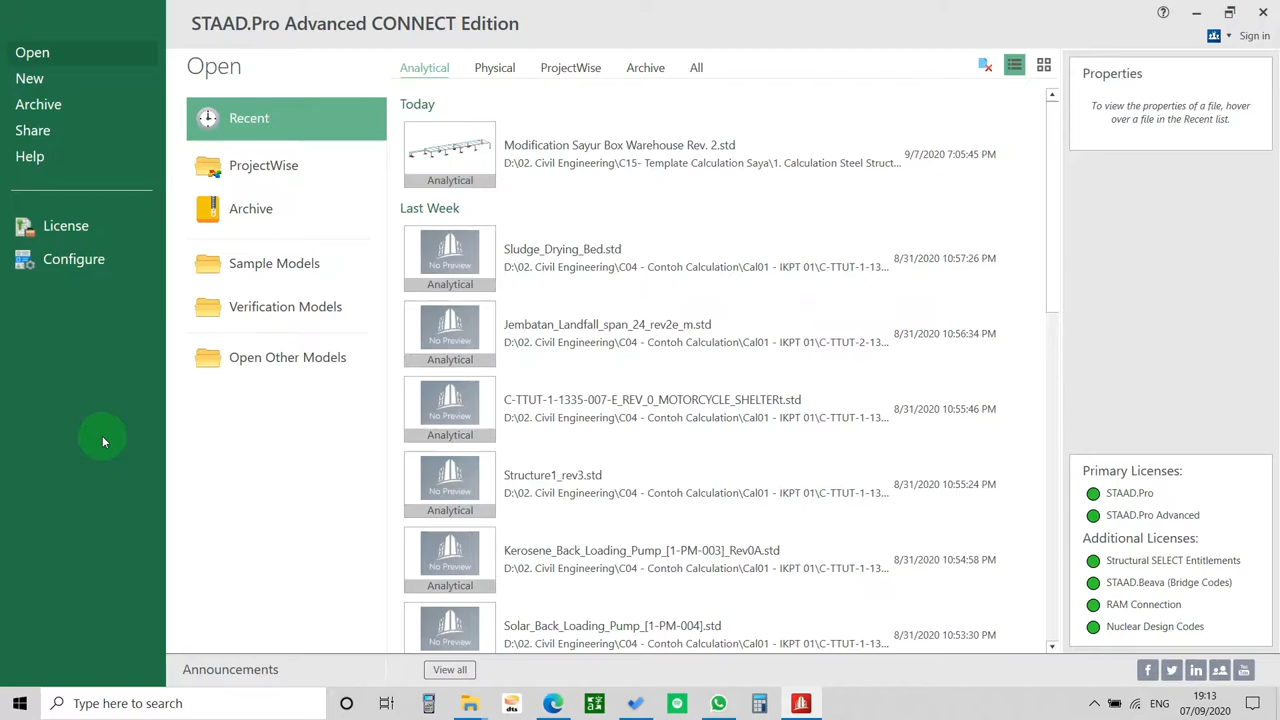 STAAD.Pro Advanced CONNECT Edition
Sign in
Open
New
Archive
Share
Help
License
Configure
Open
Recent
ProjectWise
Archive
Sample Models
Verification Models
Open Other Models
Analytical
Physical
ProjectWise
Archive
All
Today
Analytical
Modification Sayur Box Warehouse Rev. 2.std
D:\02. Civil Engineering\C15- Template Calculation Saya\1. Calculation Steel Struct...
9/7/2020 7:05:45 PM
Last Week
No Preview
Analytical
Sludge_Drying_Bed.std
D:\02. Civil Engineering\C04 - Contoh Calculation\Cal01 - IKPT 01\C-TTUT-1-13...
8/31/2020 10:57:26 PM
No Preview
Analytical
Jembatan_Landfall_span_24_rev2e_m.std
D:\02. Civil Engineering\C04 - Contoh Calculation\Cal01 - IKPT 01\C-TTUT-2-13...
8/31/2020 10:56:34 PM
No Preview
Analytical
C-TTUT-1-1335-007-E_REV_0_MOTORCYCLE_SHELTERt.std
D:\02. Civil Engineering\C04 - Contoh Calculation\Cal01 - IKPT 01\C-TTUT-1-13...
8/31/2020 10:55:46 PM
No Preview
Analytical
Structure1_rev3.std
D:\02. Civil Engineering\C04 - Contoh Calculation\Cal01 - IKPT 01\C-TTUT-1-13...
8/31/2020 10:55:24 PM
No Preview
Analytical
Kerosene_Back_Loading_Pump_[1-PM-003]_Rev0A.std
D:\02. Civil Engineering\C04 - Contoh Calculation\Cal01 - IKPT 01\C-TTUT-1-13...
8/31/2020 10:54:58 PM
No Preview
Solar_Back_Loading_Pump_[1-PM-004].std
D:\02. Civil Engineering\C04 - Contoh Calculation\Cal01 - IKPT 01\C-TTUT-1-13...
8/31/2020 10:53:30 PM
Properties
To view the properties of a file, hover
over a file in the Recent list.
Primary Licenses:
STAAD.Pro
STAAD.Pro Advanced
Additional Licenses:
Structural SELECT Entitlements
STAAD.Beava (Bridge Codes)
RAM Connection
Nuclear Design Codes
Announcements
View all
Type here to search
dts
ENG
19:13
07/09/2020